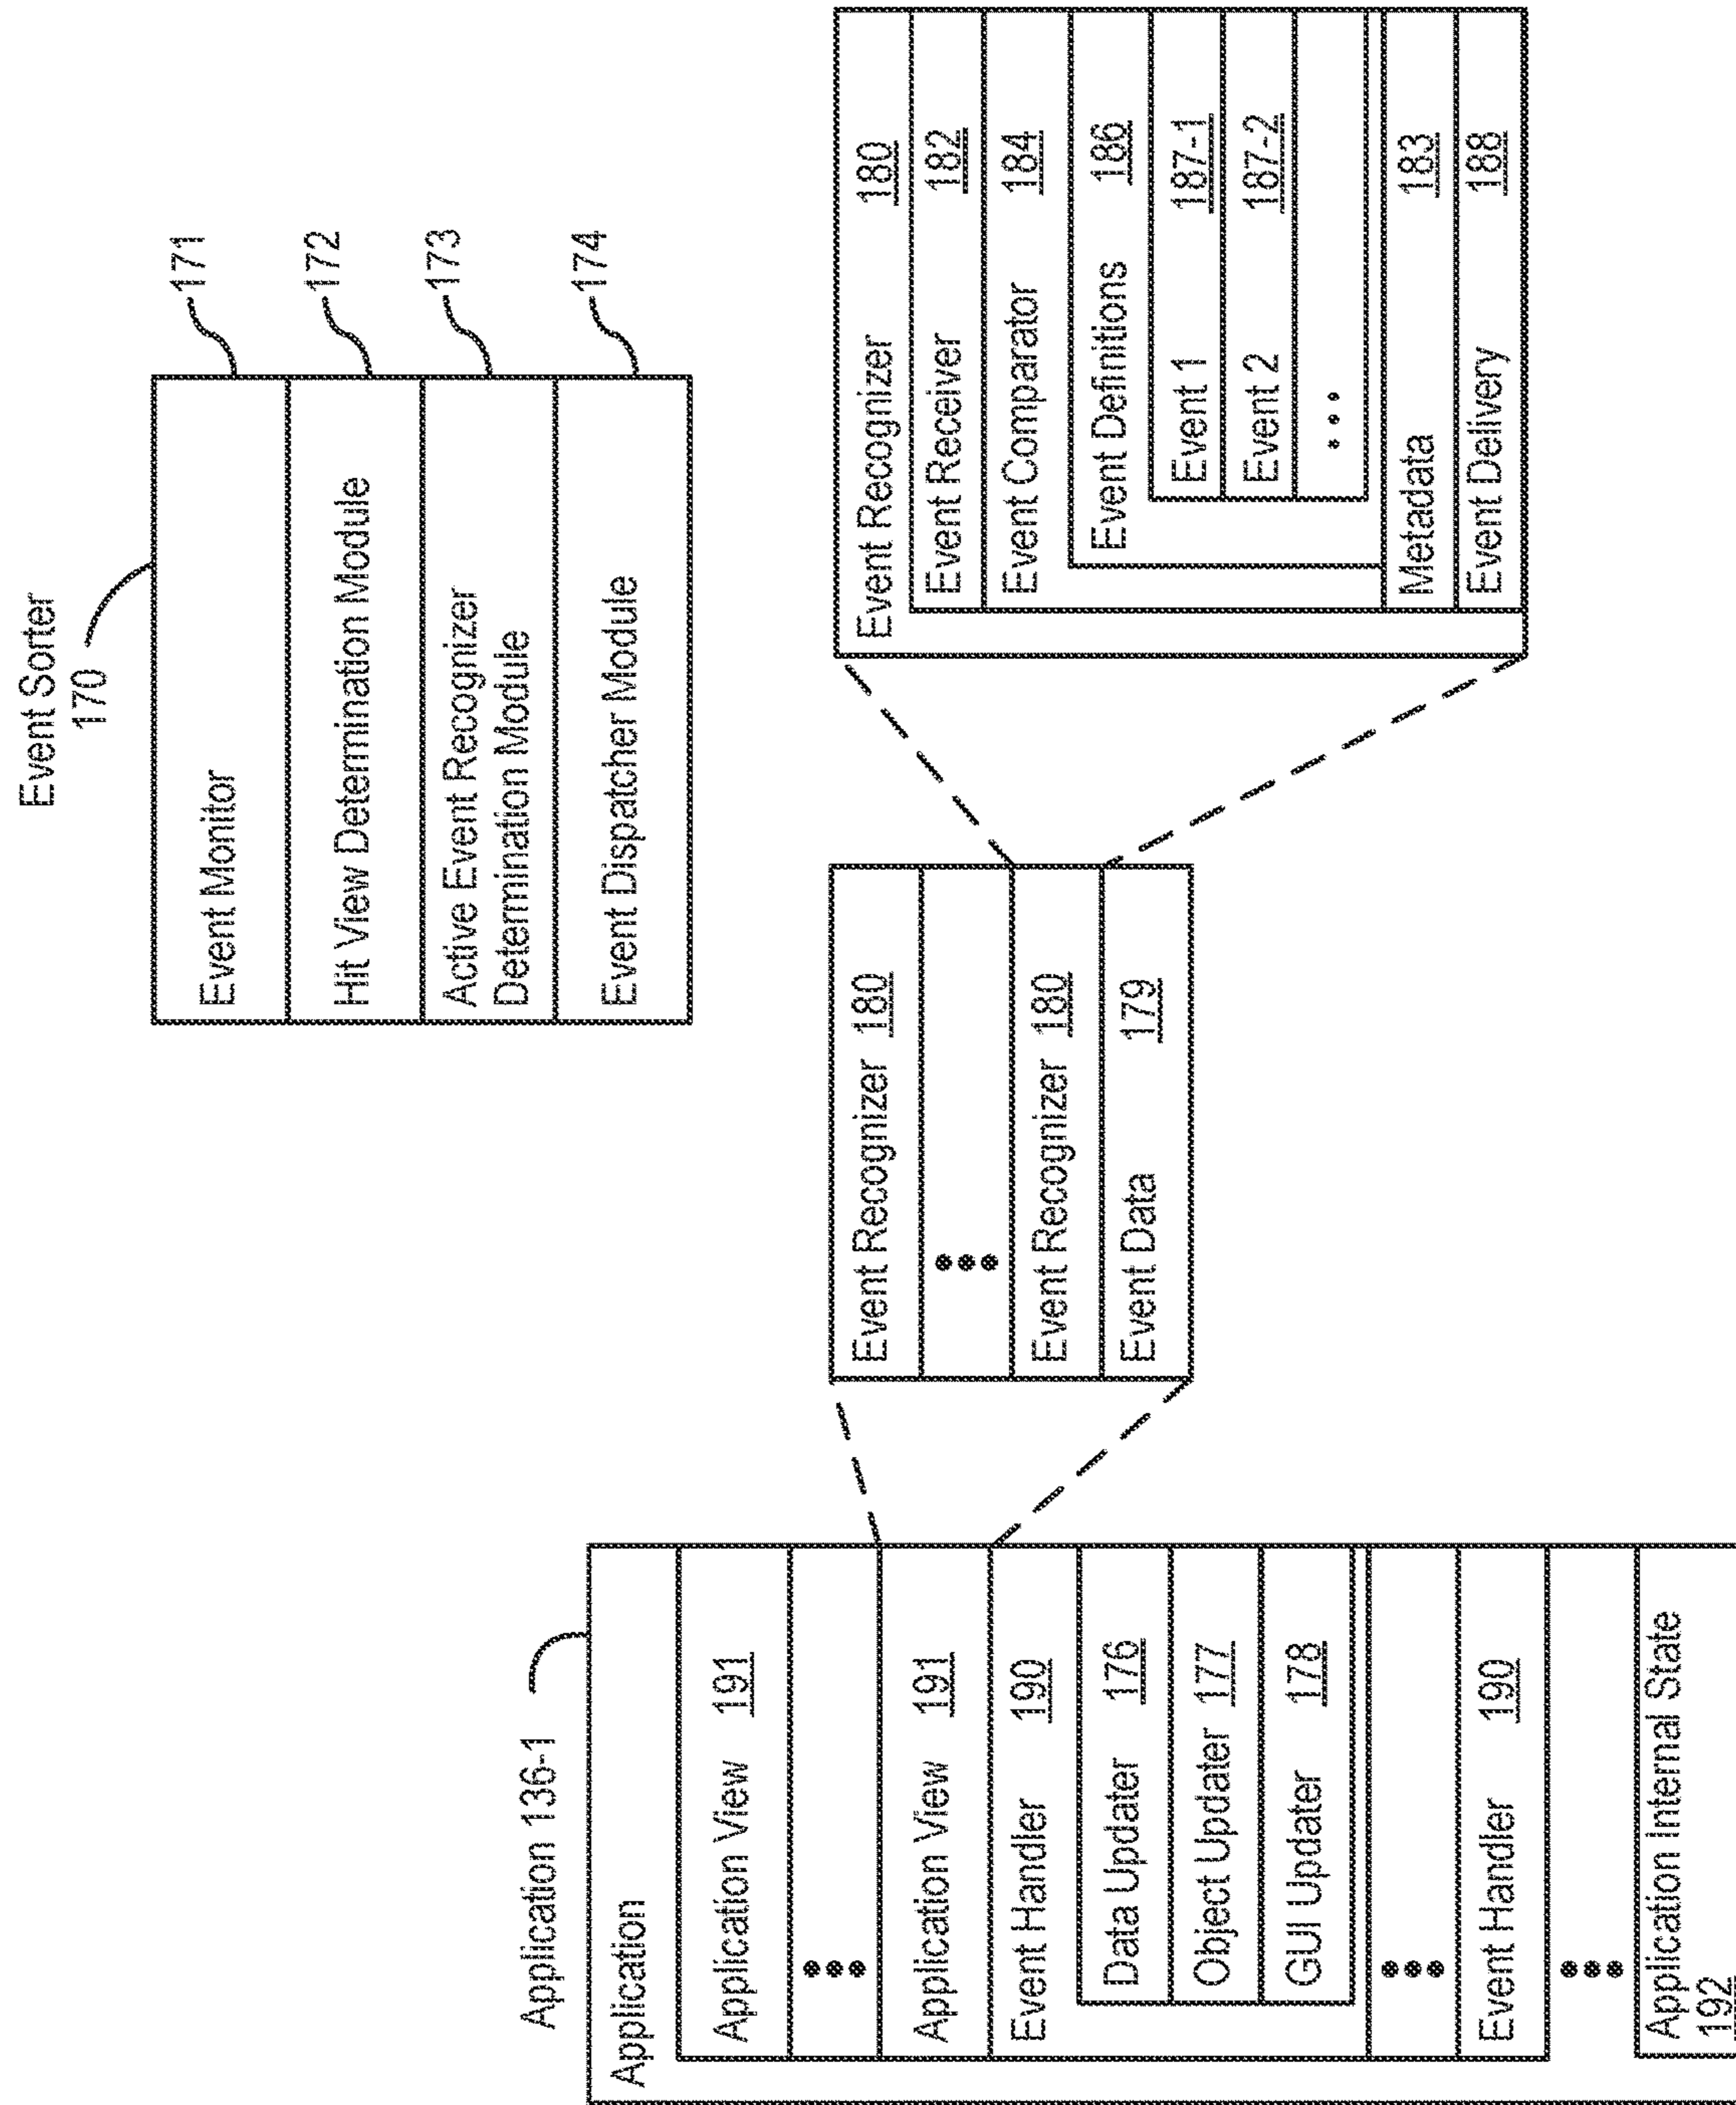 Event Sorter
170
Event Monitor
171
Hit View Determination Module
172
Active Event Recognizer
Determination Module
173
Event Dispatcher Module
174
Application 136-1
Application
Application View 191
...
Application View 191
Event Handler 190
Data Updater 176
Object Updater 177
GUI Updater 178
...
Event Handler 190
...
Application Internal State
192
Event Recognizer 180
...
Event Recognizer 180
Event Data 179
Event Recognizer 180
Event Receiver 182
Event Comparator 184
Event Definitions 186
Event 1 187-1
Event 2 187-2
...
Metadata 183
Event Delivery 188